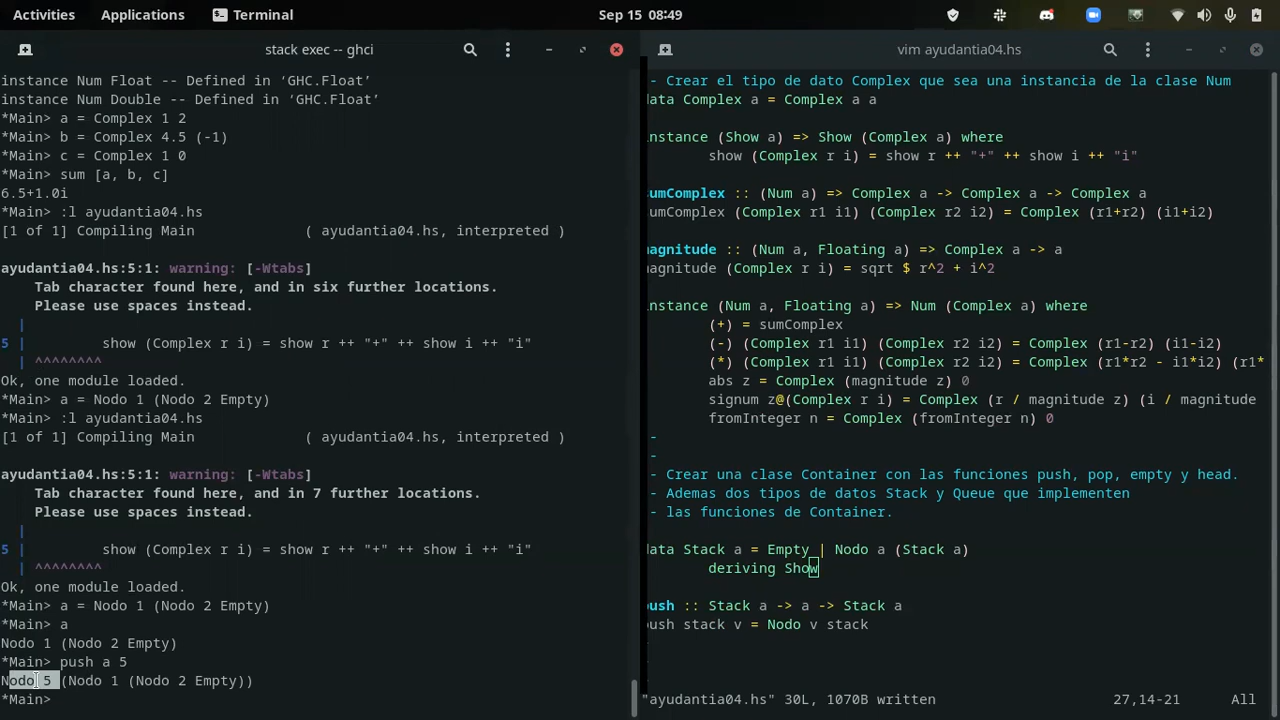 Activities Applications Terminal Sep 15 08:49
stack exec -- ghci
instance Num Float -- Defined in ‘GHC.Float’
instance Num Double -- Defined in ‘GHC.Float’
*Main> a = Complex 1 2
*Main> b = Complex 4.5 (-1)
*Main> c = Complex 1 0
*Main> sum [a, b, c]
6.5+1.0i
*Main> :l ayudantia04.hs
[1 of 1] Compiling Main ( ayudantia04.hs, interpreted )
ayudantia04.hs:5:1: warning: [-Wtabs]
Tab character found here, and in six further locations.
Please use spaces instead.
|
5 | show (Complex r i) = show r ++ "+" ++ show i ++ "i"
| ^^^^^^^^
Ok, one module loaded.
*Main> a = Nodo 1 (Nodo 2 Empty)
*Main> :l ayudantia04.hs
[1 of 1] Compiling Main ( ayudantia04.hs, interpreted )
ayudantia04.hs:5:1: warning: [-Wtabs]
Tab character found here, and in 7 further locations.
Please use spaces instead.
|
5 | show (Complex r i) = show r ++ "+" ++ show i ++ "i"
| ^^^^^^^^
Ok, one module loaded.
*Main> a = Nodo 1 (Nodo 2 Empty)
*Main> a
Nodo 1 (Nodo 2 Empty)
*Main> push a 5
Nodo 5 (Nodo 1 (Nodo 2 Empty))
*Main>
vim ayudantia04.hs
- Crear el tipo de dato Complex que sea una instancia de la clase Num
data Complex a = Complex a a
instance (Show a) => Show (Complex a) where
show (Complex r i) = show r ++ "+" ++ show i ++ "i"
sumComplex :: (Num a) => Complex a -> Complex a -> Complex a
sumComplex (Complex r1 i1) (Complex r2 i2) = Complex (r1+r2) (i1+i2)
magnitude :: (Num a, Floating a) => Complex a -> a
magnitude (Complex r i) = sqrt $ r^2 + i^2
instance (Num a, Floating a) => Num (Complex a) where
(+) = sumComplex
(-) (Complex r1 i1) (Complex r2 i2) = Complex (r1-r2) (i1-i2)
(*) (Complex r1 i1) (Complex r2 i2) = Complex (r1*r2 - i1*i2) (r1*
abs z = Complex (magnitude z) 0
signum z@(Complex r i) = Complex (r / magnitude z) (i / magnitude
fromInteger n = Complex (fromInteger n) 0
-
-
- Crear una clase Container con las funciones push, pop, empty y head.
- Ademas dos tipos de datos Stack y Queue que implementen
- las funciones de Container.
data Stack a = Empty | Nodo a (Stack a)
deriving Show
push :: Stack a -> a -> Stack a
push stack v = Nodo v stack
"ayudantia04.hs" 30L, 1070B written 27,14-21 All